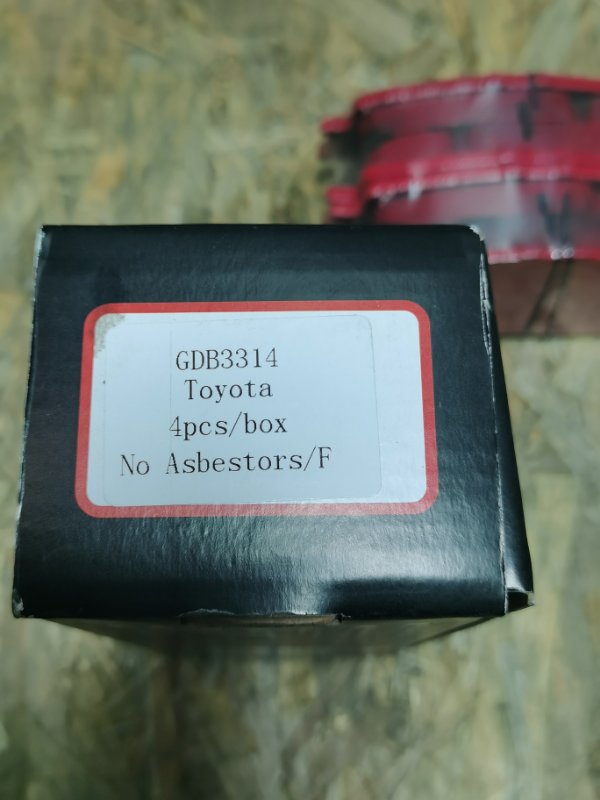 GDB3314
Toyota
4pcs/box
No Asbestors/F